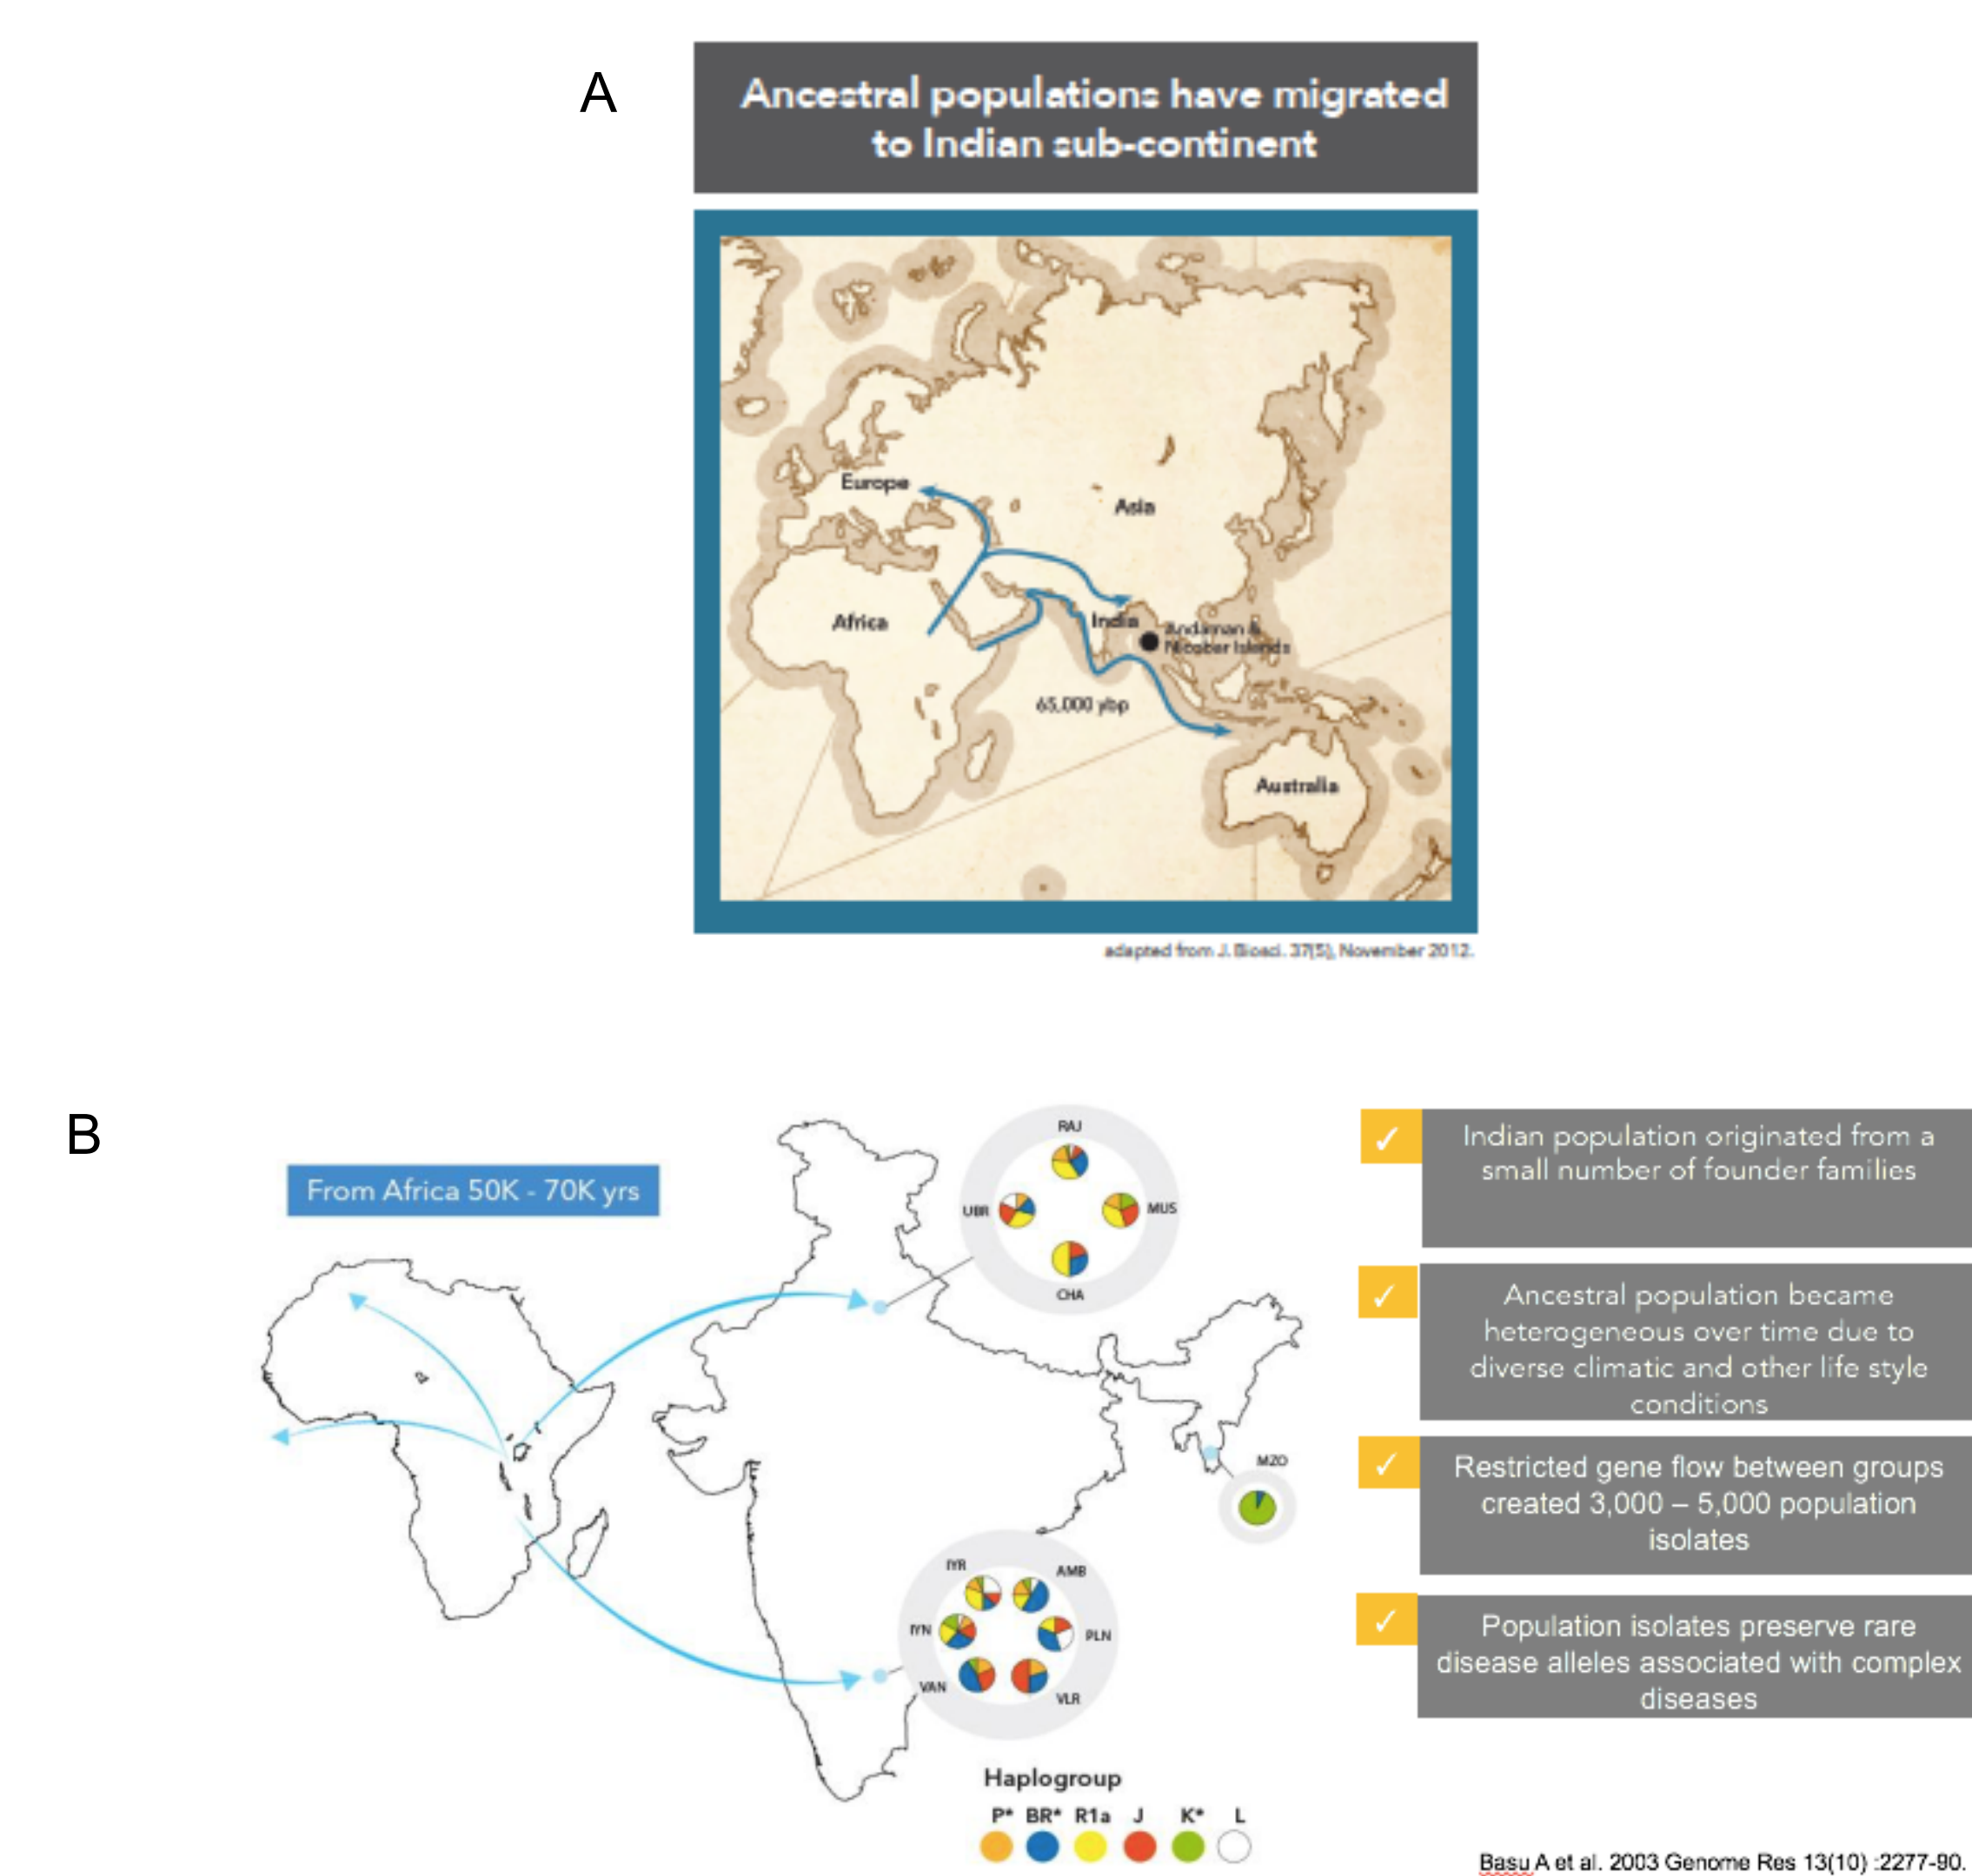 A
Ancestral populations have migrated
to Indian sub-continent
Europe
Asia
Africa
India
Andaman &
Nicobar Islands
65,000 ybp
Australia
adapted from J. Biosci. 37(5), November 2012.
B
From Africa 50K - 70K yrs
RAJ
UBR
MUS
CHA
MZO
IYR
AMB
IYN
PLN
VAN
VLR
Haplogroup
P* BR* R1a J K* L
✓ Indian population originated from a
small number of founder families
✓ Ancestral population became
heterogeneous over time due to
diverse climatic and other life style
conditions
✓ Restricted gene flow between groups
created 3,000 – 5,000 population
isolates
✓ Population isolates preserve rare
disease alleles associated with complex
diseases
Basu A et al. 2003 Genome Res 13(10) :2277-90.